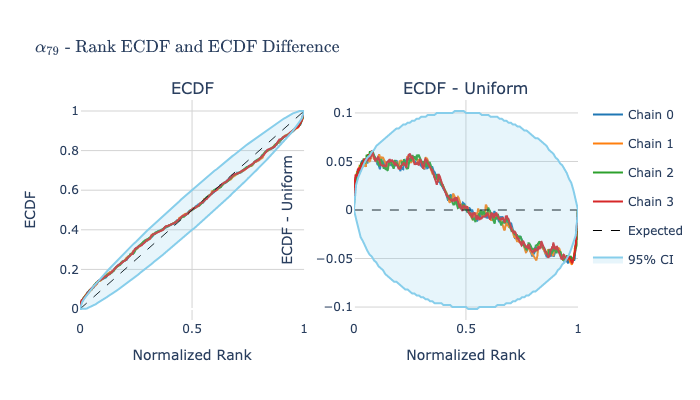 α79 - Rank ECDF and ECDF Difference
ECDF
ECDF - Uniform
ECDF
1
0.8
0.6
0.4
0.2
0
0
0.5
1
Normalized Rank
ECDF - Uniform
0.1
0.05
0
−0.05
−0.1
0
0.5
1
Normalized Rank
Chain 0
Chain 1
Chain 2
Chain 3
Expected
95% CI